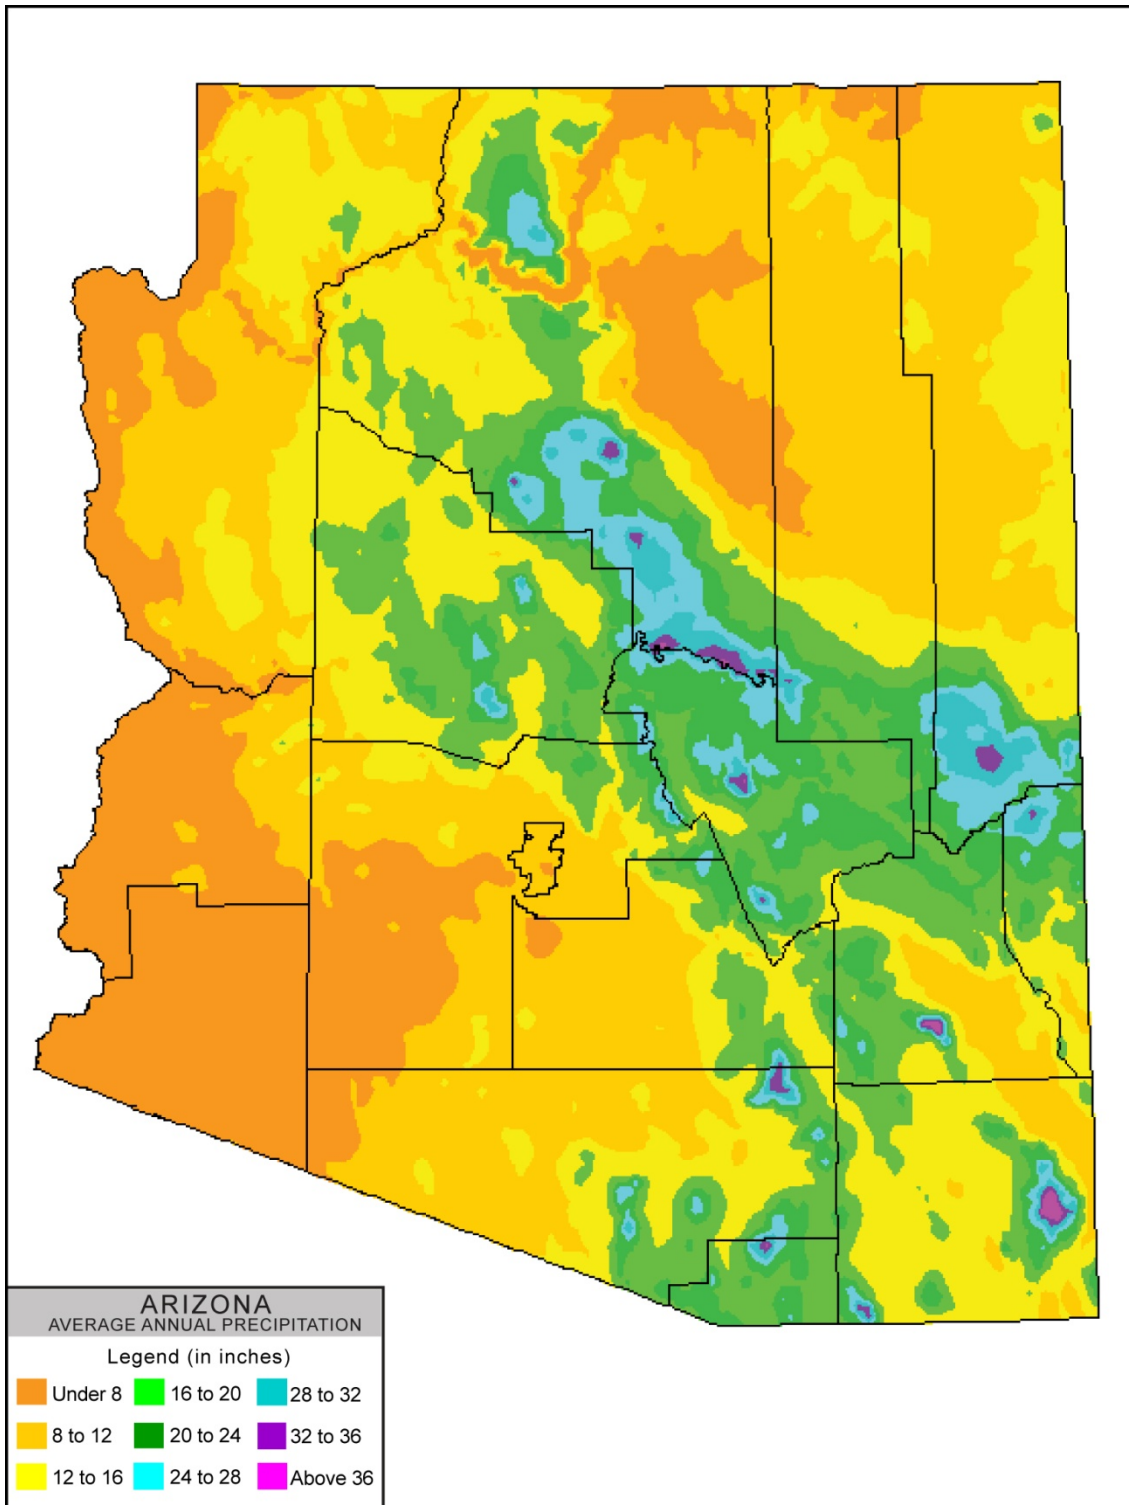 ARIZONA
AVERAGE ANNUAL PRECIPITATION
Legend (in inches)
Under 8
16 to 20
28 to 32
8 to 12
20 to 24
32 to 36
12 to 16
24 to 28
Above 36